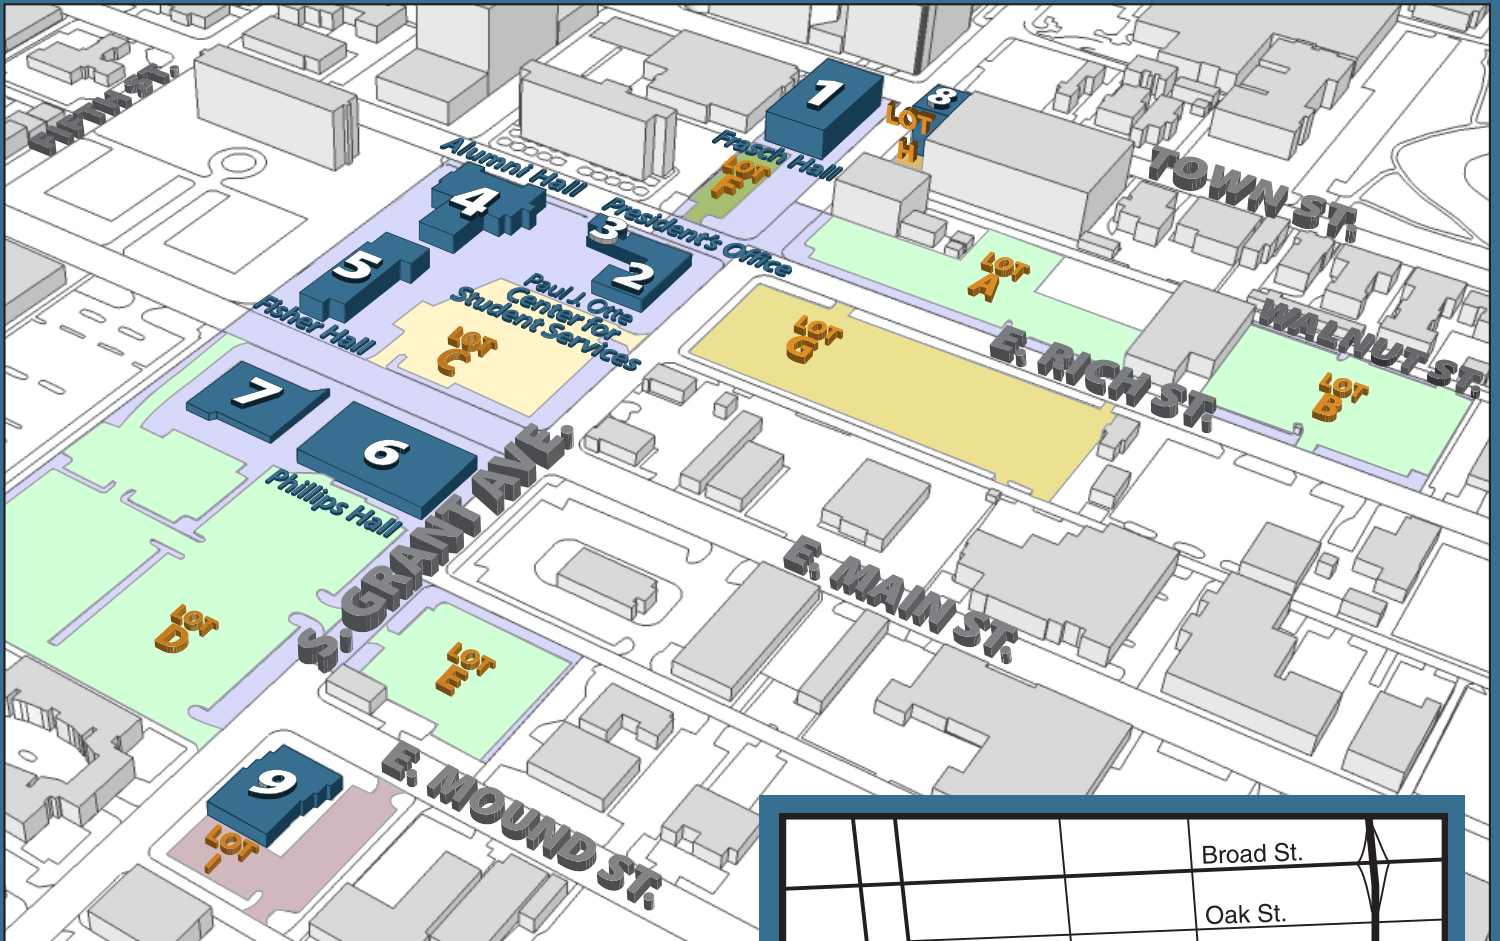 1
8
LOT
H
Frasch Hall
LOT
F
TOWN ST.
Alumni Hall
4
President's Office
3
2
5
LOT
A
Paul J. Otte
Center for
Student Services
Fisher Hall
LOT
C
LOT
G
E. RICH ST.
WALNUT ST.
LOT
B
7
6
Phillips Hall
S. GRANT AVE.
E. MAIN ST.
LOT
D
LOT
E
9
LOT
I
E. MOUND ST.
Broad St.
Oak St.